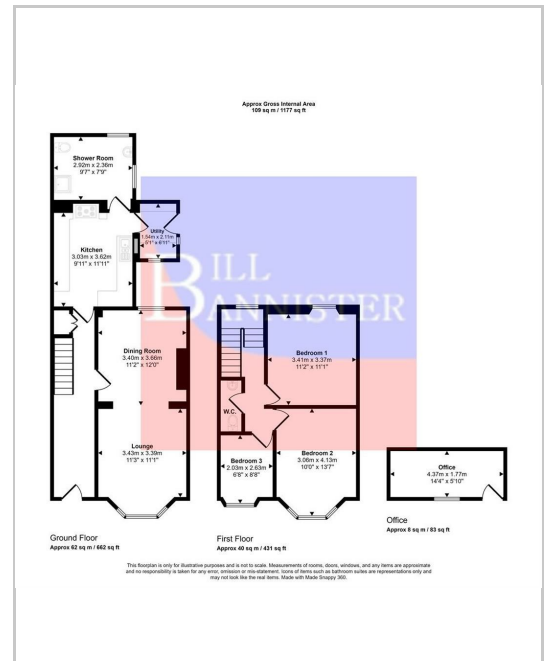 Approx Gross Internal Area
109 sq m / 1177 sq ft
Shower Room
2.92m x 2.36m
9'7" x 7'9"
Utility
1.54m x 2.11m
5'1" x 6'11"
Kitchen
3.03m x 3.62m
9'11" x 11'11"
BILL
BANNISTER
Dining Room
3.40m x 3.66m
11'2" x 12'0"
Bedroom 1
3.41m x 3.37m
11'2" x 11'1"
W.C.
Lounge
3.43m x 3.39m
11'3" x 11'1"
Bedroom 3
2.03m x 2.63m
6'8" x 8'8"
Bedroom 2
3.06m x 4.13m
10'0" x 13'7"
Office
4.37m x 1.77m
14'4" x 5'10"
Ground Floor
Approx 62 sq m / 662 sq ft
First Floor
Approx 40 sq m / 431 sq ft
Office
Approx 8 sq m / 83 sq ft
This floorplan is only for illustrative purposes and is not to scale. Measurements of rooms, doors, windows, and any items are approximate
and no responsibility is taken for any error, omission or mis-statement. Icons of items such as bathroom suites are representations only and
may not look like the real items. Made with Made Snappy 360.